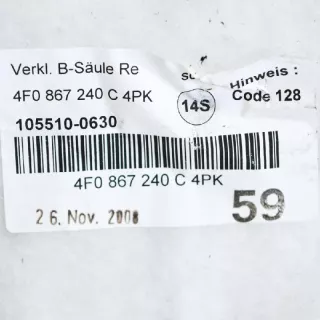 Verkl. B-Säule Re
4F0 867 240 C 4PK
14S
Hinweis :
Code 128
105510-0630
4F0 867 240 C 4PK
26. Nov. 2008
59